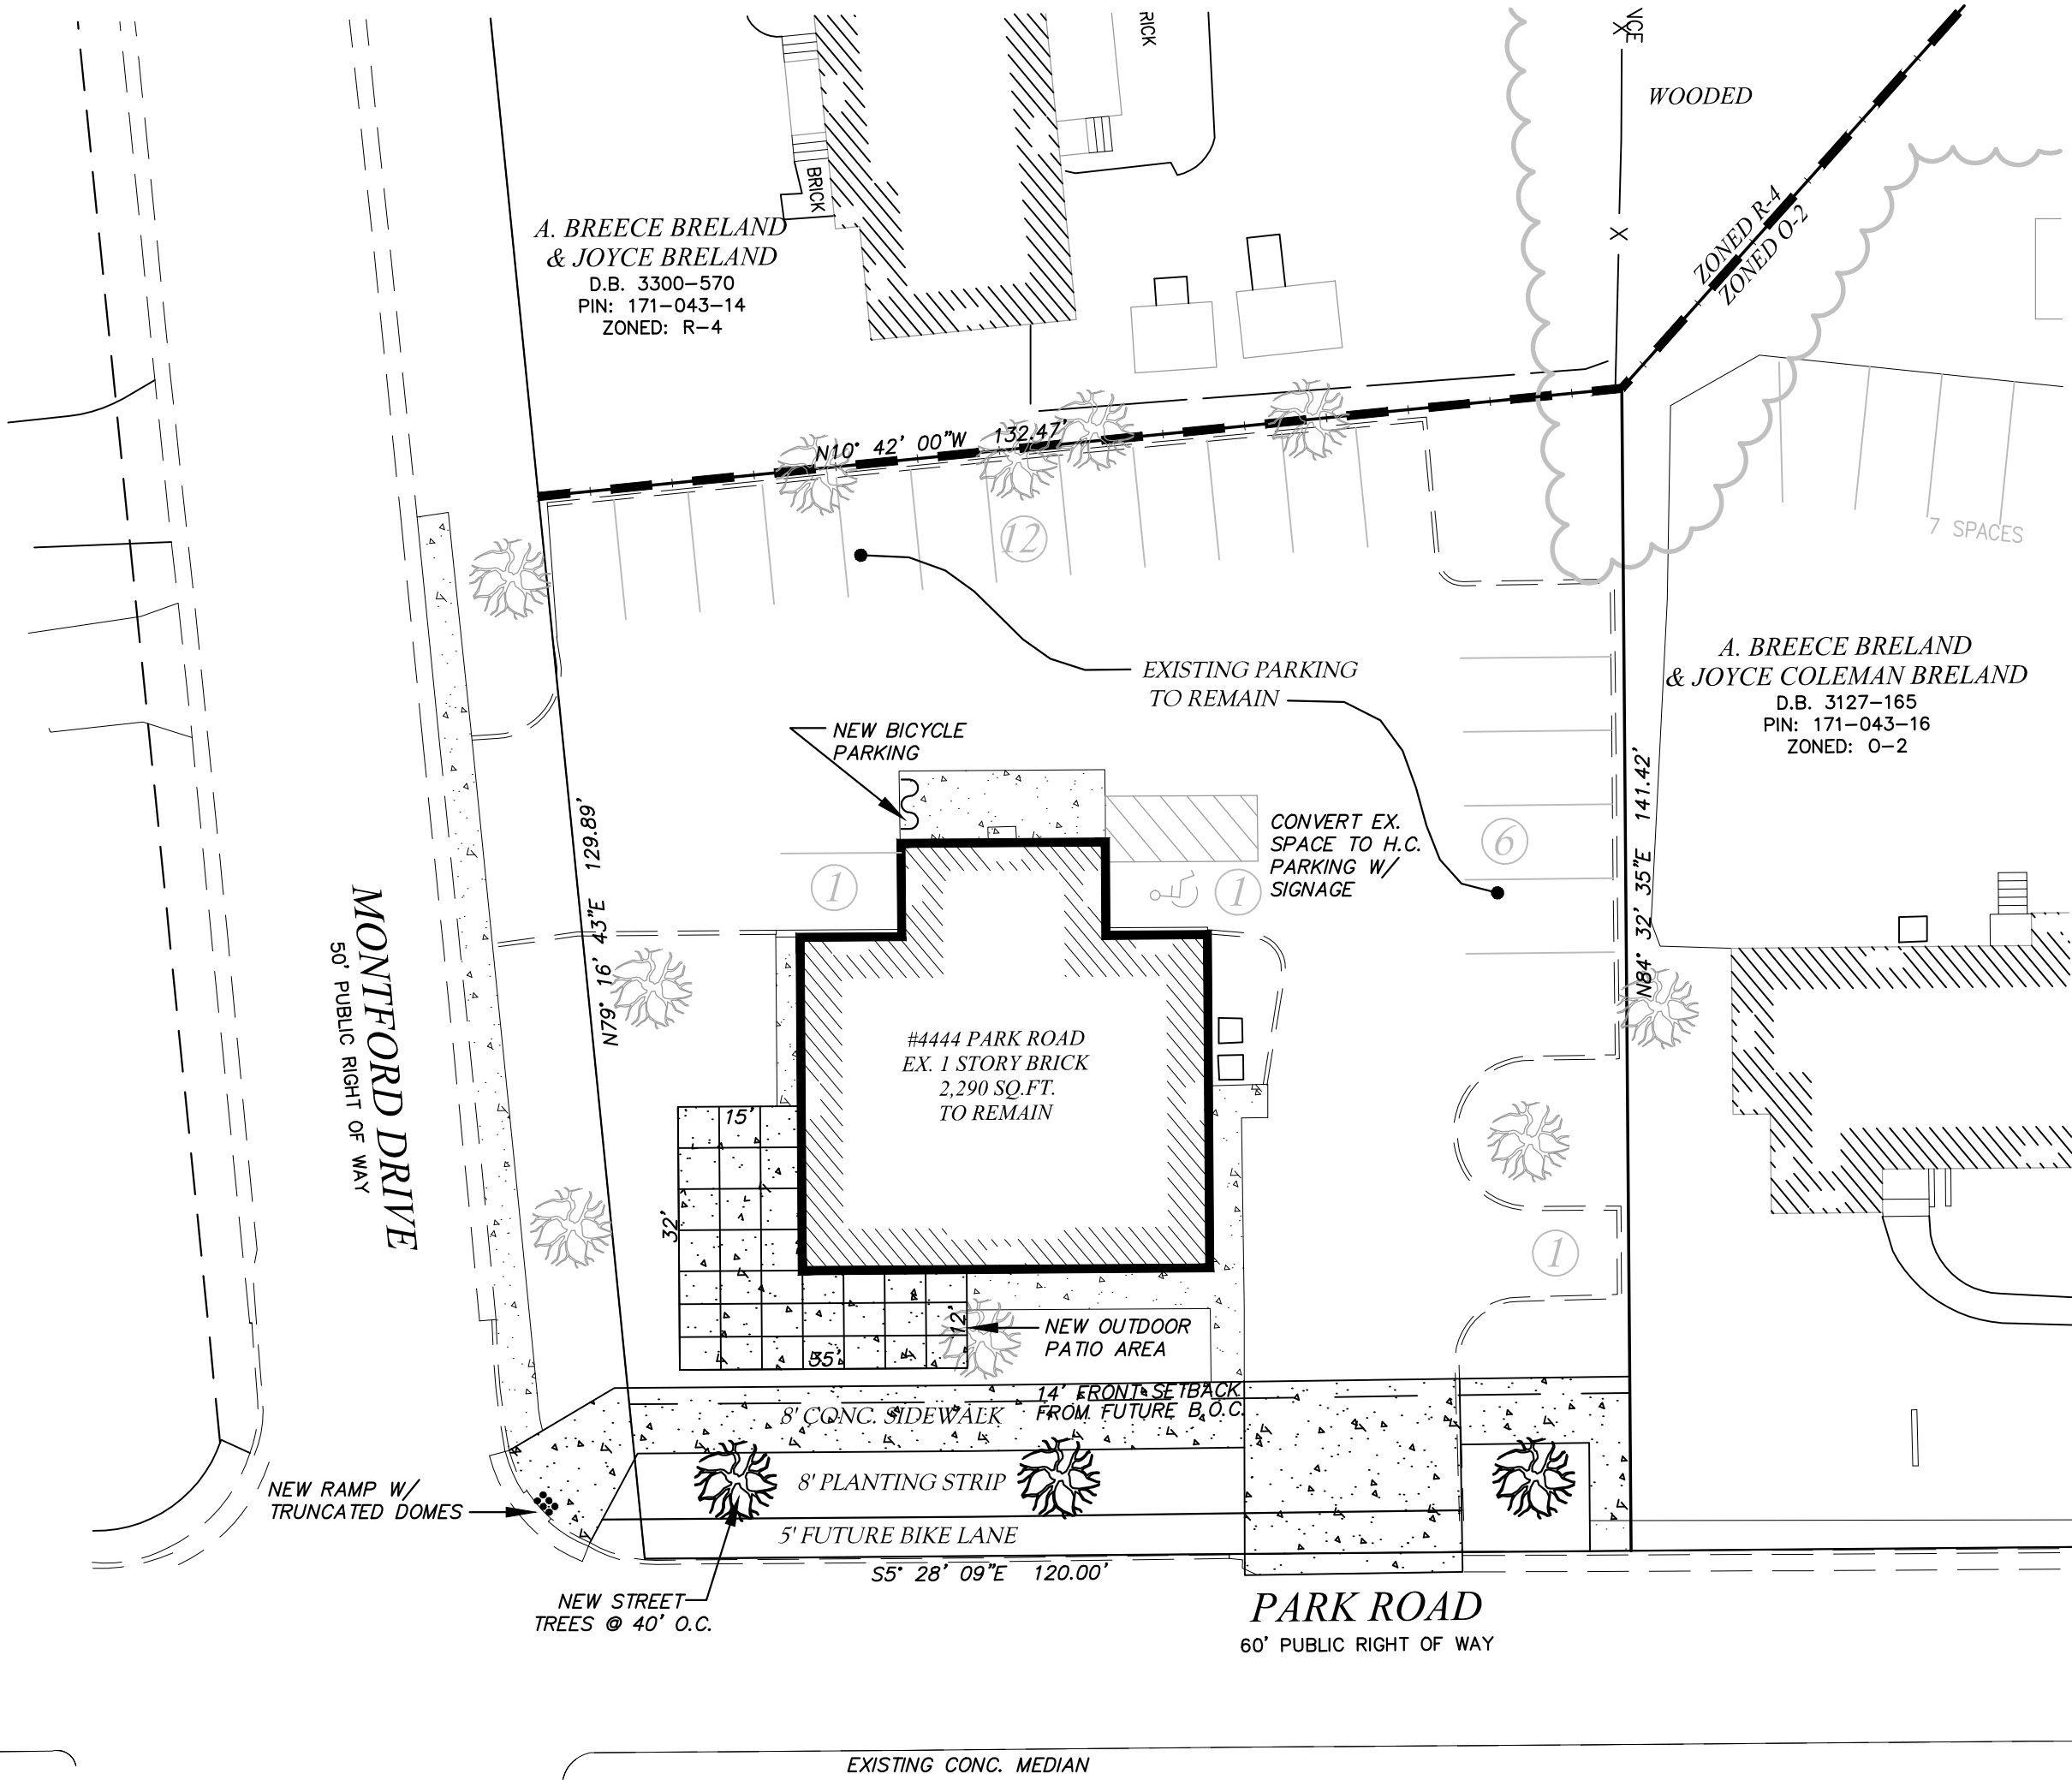 RICK
VCE
X
WOODED
BRICK
A. BREECE BRELAND
& JOYCE BRELAND
D.B. 3300-570
PIN: 171-043-14
ZONED: R-4
X
ZONED R-4
ZONED O-2
N10° 42' 00"W 132.47'
12
7 SPACES
EXISTING PARKING
TO REMAIN
A. BREECE BRELAND
& JOYCE COLEMAN BRELAND
D.B. 3127-165
PIN: 171-043-16
ZONED: O-2
NEW BICYCLE
PARKING
N79° 16' 43"E 129.89'
N84° 32' 35"E 141.42'
CONVERT EX.
SPACE TO H.C.
PARKING W/
SIGNAGE
6
1
1
MONTFORD DRIVE
50' PUBLIC RIGHT OF WAY
#4444 PARK ROAD
EX. 1 STORY BRICK
2,290 SQ.FT.
TO REMAIN
15'
32'
1
12'
35'
NEW OUTDOOR
PATIO AREA
14' FRONT SETBACK
FROM FUTURE B.O.C.
8' CONC. SIDEWALK
8' PLANTING STRIP
5' FUTURE BIKE LANE
NEW RAMP W/
TRUNCATED DOMES
S5° 28' 09"E 120.00'
NEW STREET
TREES @ 40' O.C.
PARK ROAD
60' PUBLIC RIGHT OF WAY
EXISTING CONC. MEDIAN